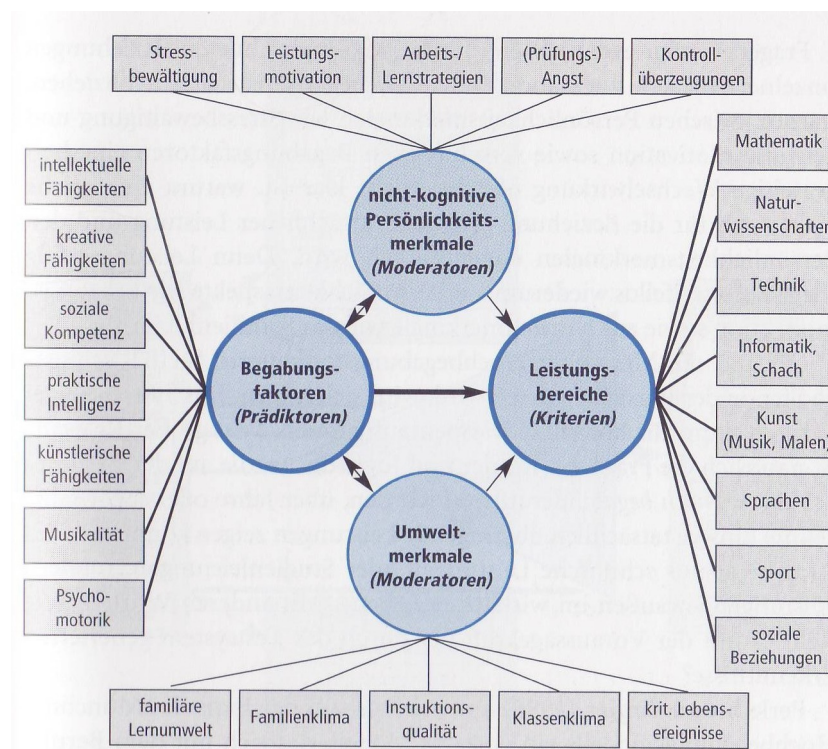 Stress-
bewältigung
Leistungs-
motivation
Arbeits-/
Lernstrategien
(Prüfungs-)
Angst
Kontroll-
überzeugungen
nicht-kognitive
Persönlichkeits-
merkmale
(Moderatoren)
intellektuelle
Fähigkeiten
kreative
Fähigkeiten
soziale
Kompetenz
praktische
Intelligenz
künstlerische
Fähigkeiten
Musikalität
Psycho-
motorik
Begabungs-
faktoren
(Prädiktoren)
Leistungs-
bereiche
(Kriterien)
Mathematik
Natur-
wissenschaften
Technik
Informatik,
Schach
Kunst
(Musik, Malen)
Sprachen
Sport
soziale
Beziehungen
Umwelt-
merkmale
(Moderatoren)
familiäre
Lernumwelt
Familienklima
Instruktions-
qualität
Klassenklima
krit. Lebens-
ereignisse